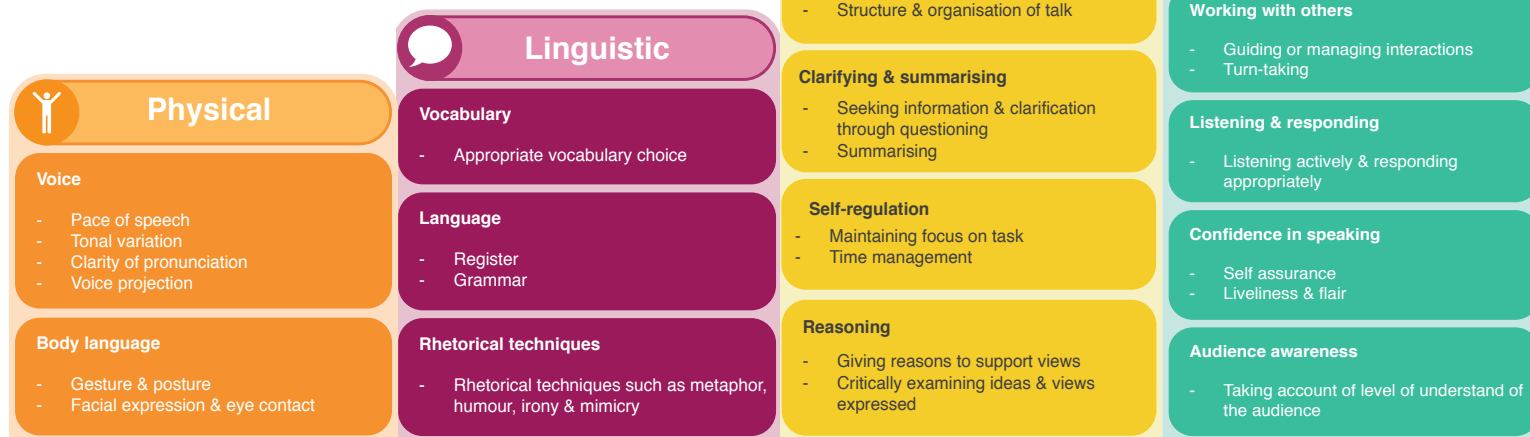 Physical
Voice
- Pace of speech
- Tonal variation
- Clarity of pronunciation
- Voice projection
Body language
- Gesture & posture
- Facial expression & eye contact
Linguistic
Vocabulary
- Appropriate vocabulary choice
Language
- Register
- Grammar
Rhetorical techniques
- Rhetorical techniques such as metaphor,
humour, irony & mimicry
- Structure & organisation of talk
Clarifying & summarising
- Seeking information & clarification
through questioning
- Summarising
Self-regulation
- Maintaining focus on task
- Time management
Reasoning
- Giving reasons to support views
- Critically examining ideas & views
expressed
Working with others
- Guiding or managing interactions
- Turn-taking
Listening & responding
- Listening actively & responding
appropriately
Confidence in speaking
- Self assurance
- Liveliness & flair
Audience awareness
- Taking account of level of understand of
the audience